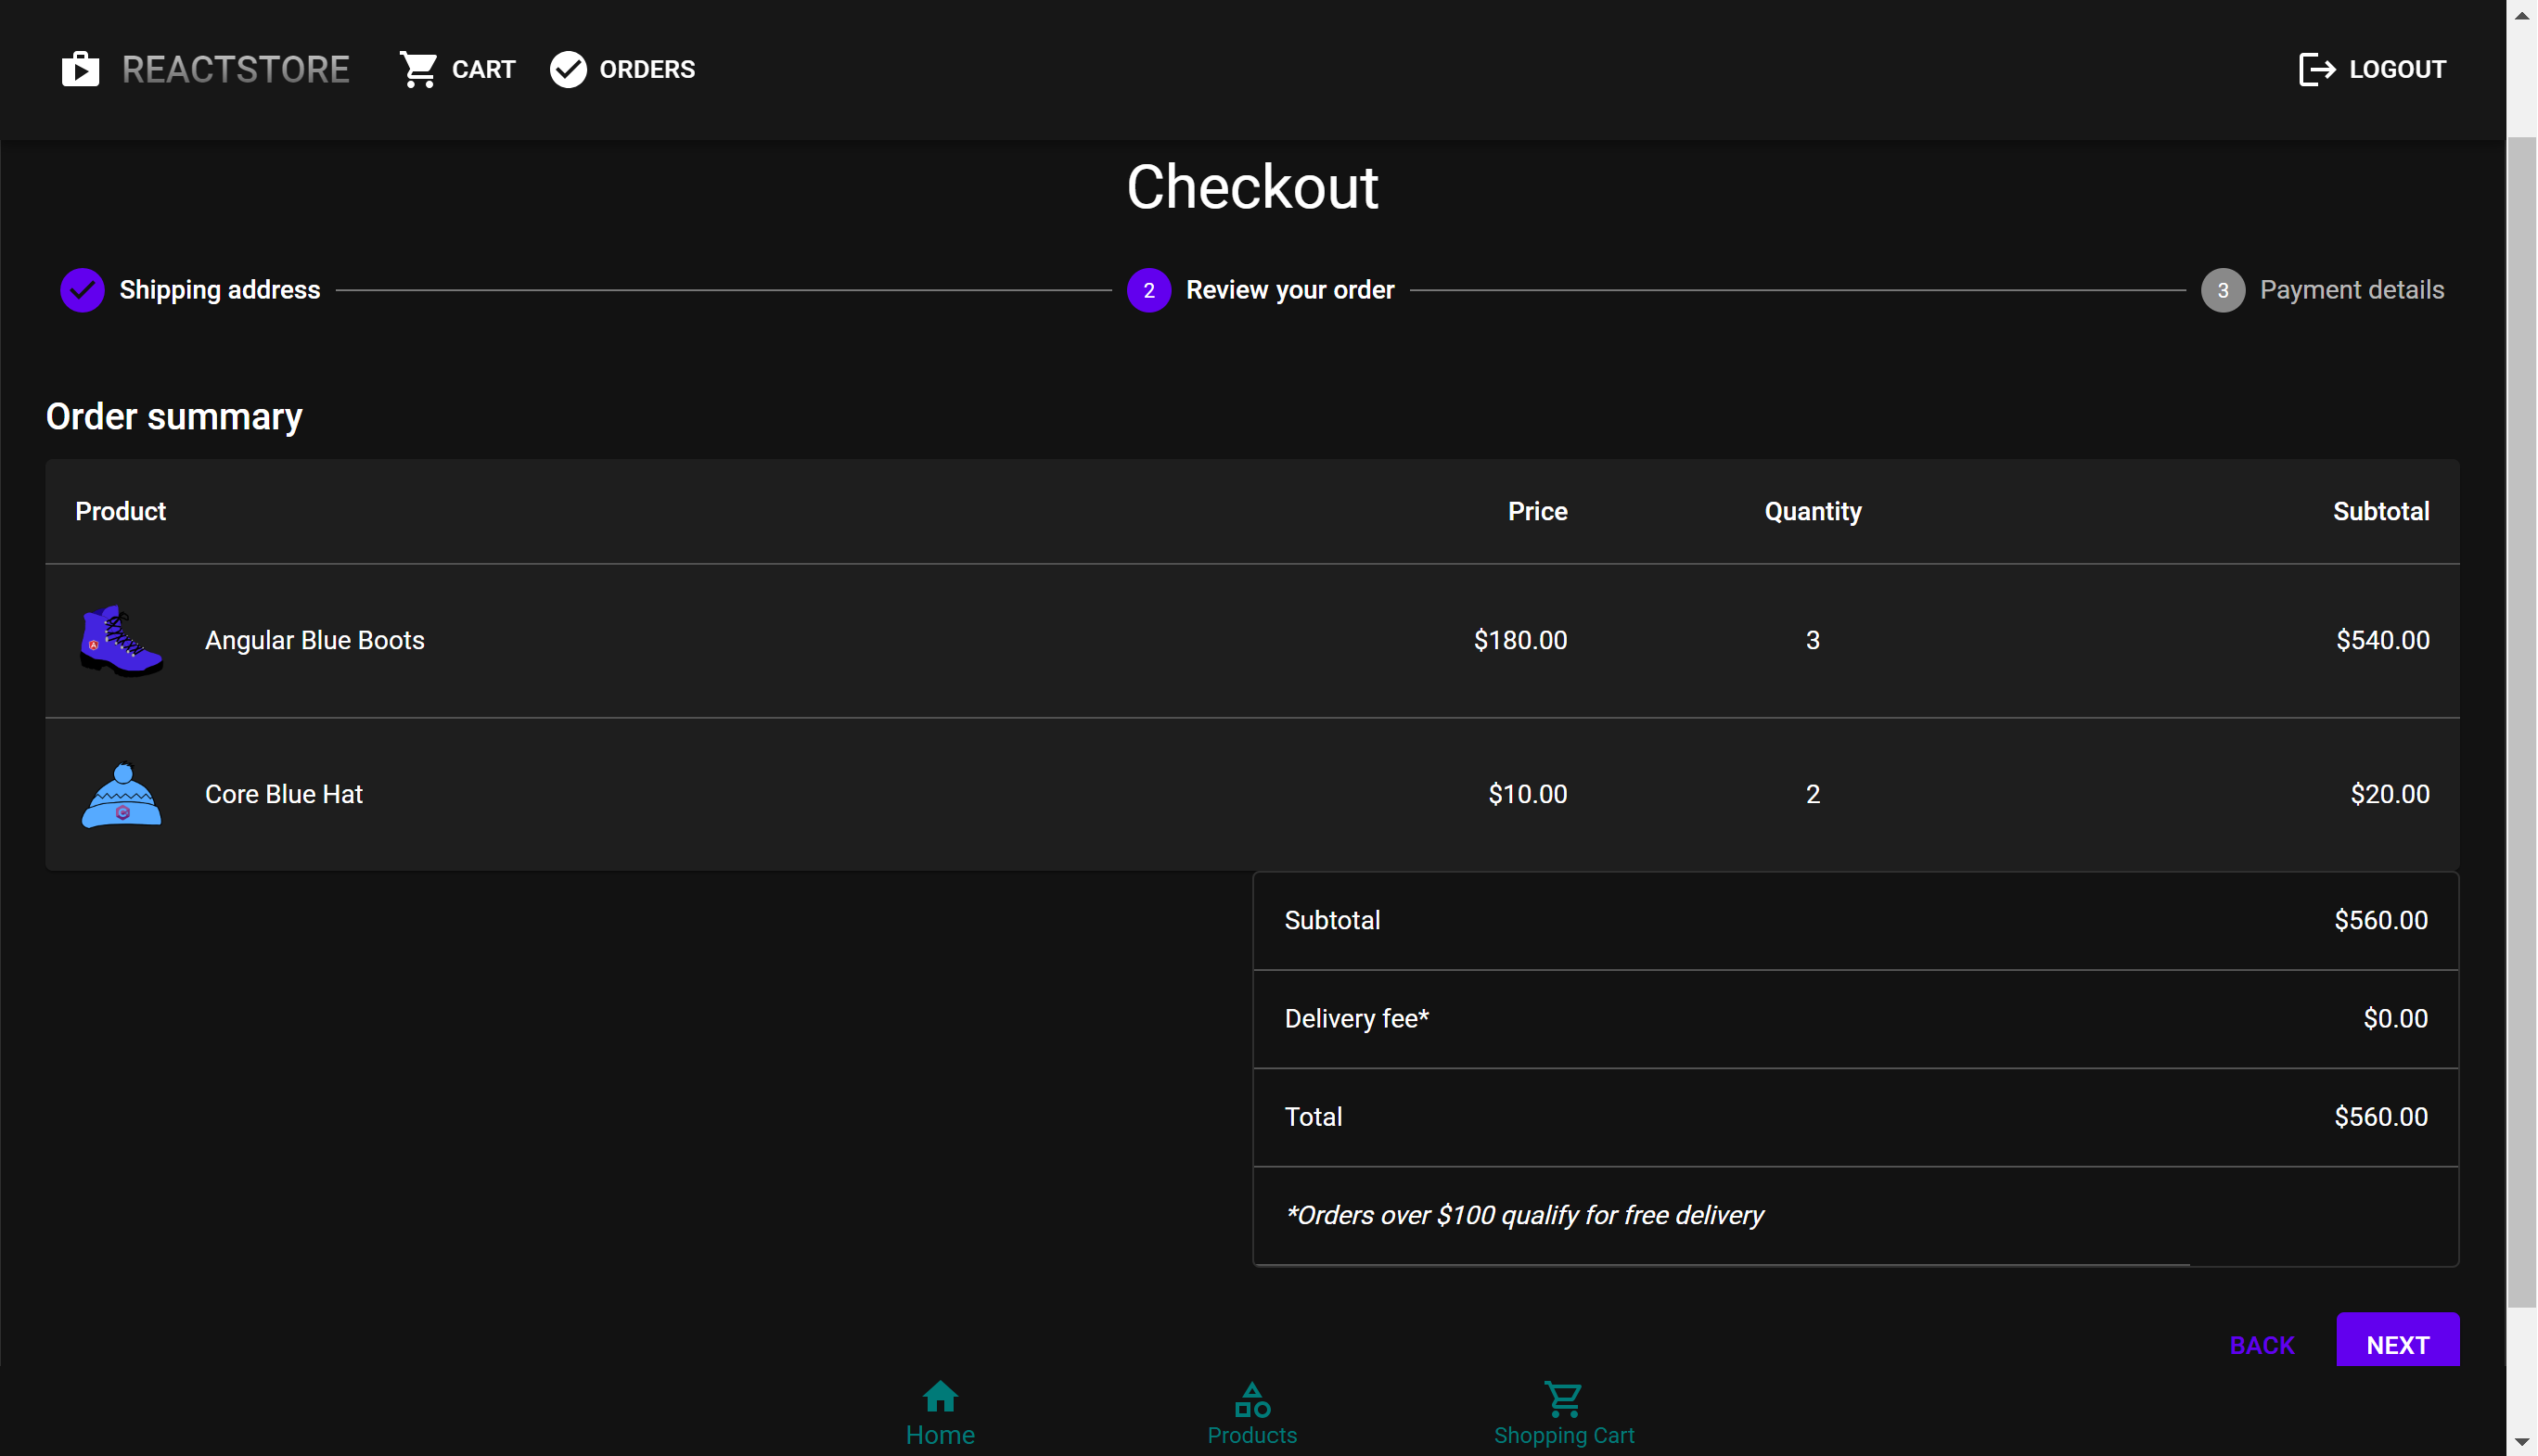 REACTSTORE CART ORDERS LOGOUT
Checkout
Shipping address 2 Review your order 3 Payment details
Order summary
Product Price Quantity Subtotal
Angular Blue Boots $180.00 3 $540.00
Core Blue Hat $10.00 2 $20.00
Subtotal $560.00
Delivery fee* $0.00
Total $560.00
*Orders over $100 qualify for free delivery
BACK NEXT
Home Products Shopping Cart